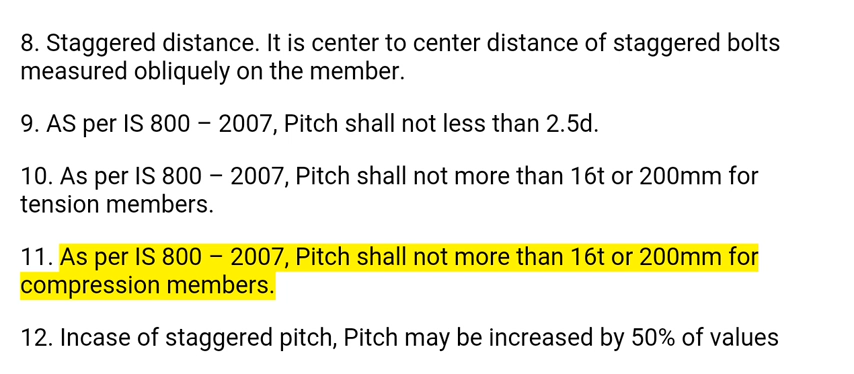 8. Staggered distance. It is center to center distance of staggered bolts
measured obliquely on the member.
9. AS per IS 800 – 2007, Pitch shall not less than 2.5d.
10. As per IS 800 – 2007, Pitch shall not more than 16t or 200mm for
tension members.
11. As per IS 800 – 2007, Pitch shall not more than 16t or 200mm for
compression members.
12. Incase of staggered pitch, Pitch may be increased by 50% of values